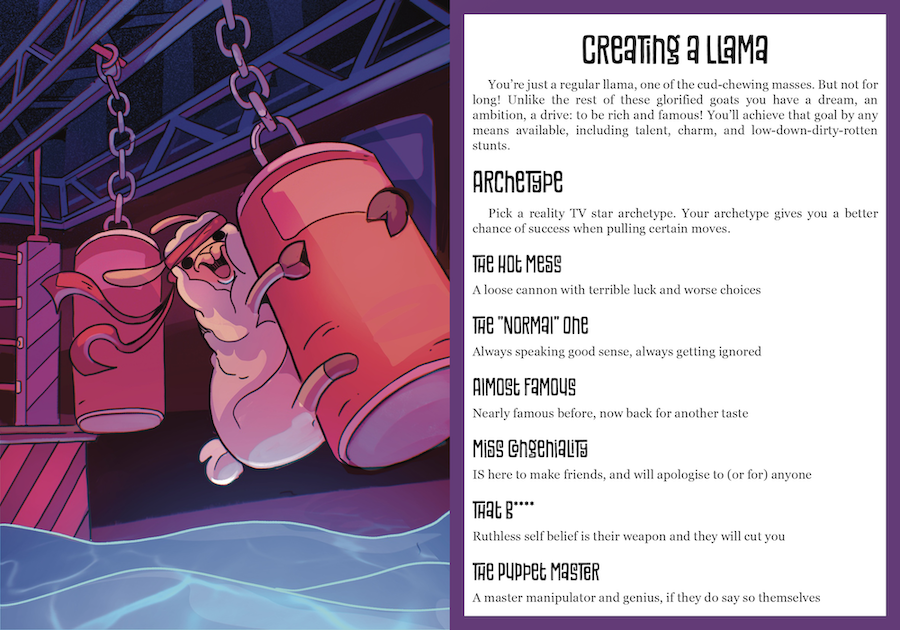 Creating a Llama
You’re just a regular llama, one of the cud-chewing masses. But not for
long! Unlike the rest of these glorified goats you have a dream, an
ambition, a drive: to be rich and famous! You’ll achieve that goal by any
means available, including talent, charm, and low-down-dirty-rotten
stunts.
Archetype
Pick a reality TV star archetype. Your archetype gives you a better
chance of success when pulling certain moves.
The Hot Mess
A loose cannon with terrible luck and worse choices
The "Normal" One
Always speaking good sense, always getting ignored
Almost Famous
Nearly famous before, now back for another taste
Miss Congeniality
IS here to make friends, and will apologise to (or for) anyone
That B****
Ruthless self belief is their weapon and they will cut you
The Puppet Master
A master manipulator and genius, if they do say so themselves